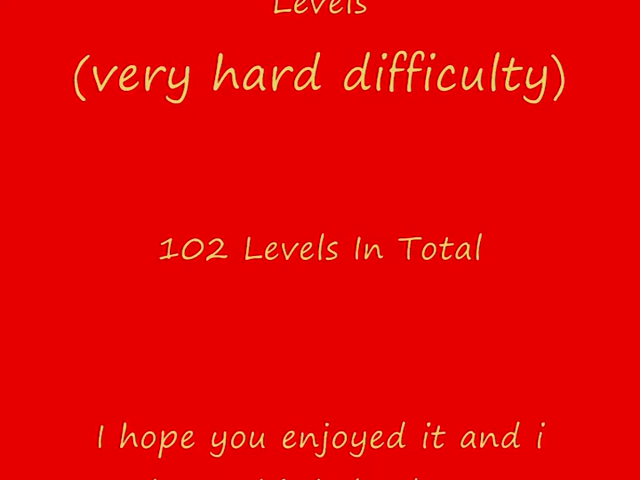 Levels
(very hard difficulty)
102 Levels In Total
I hope you enjoyed it and i